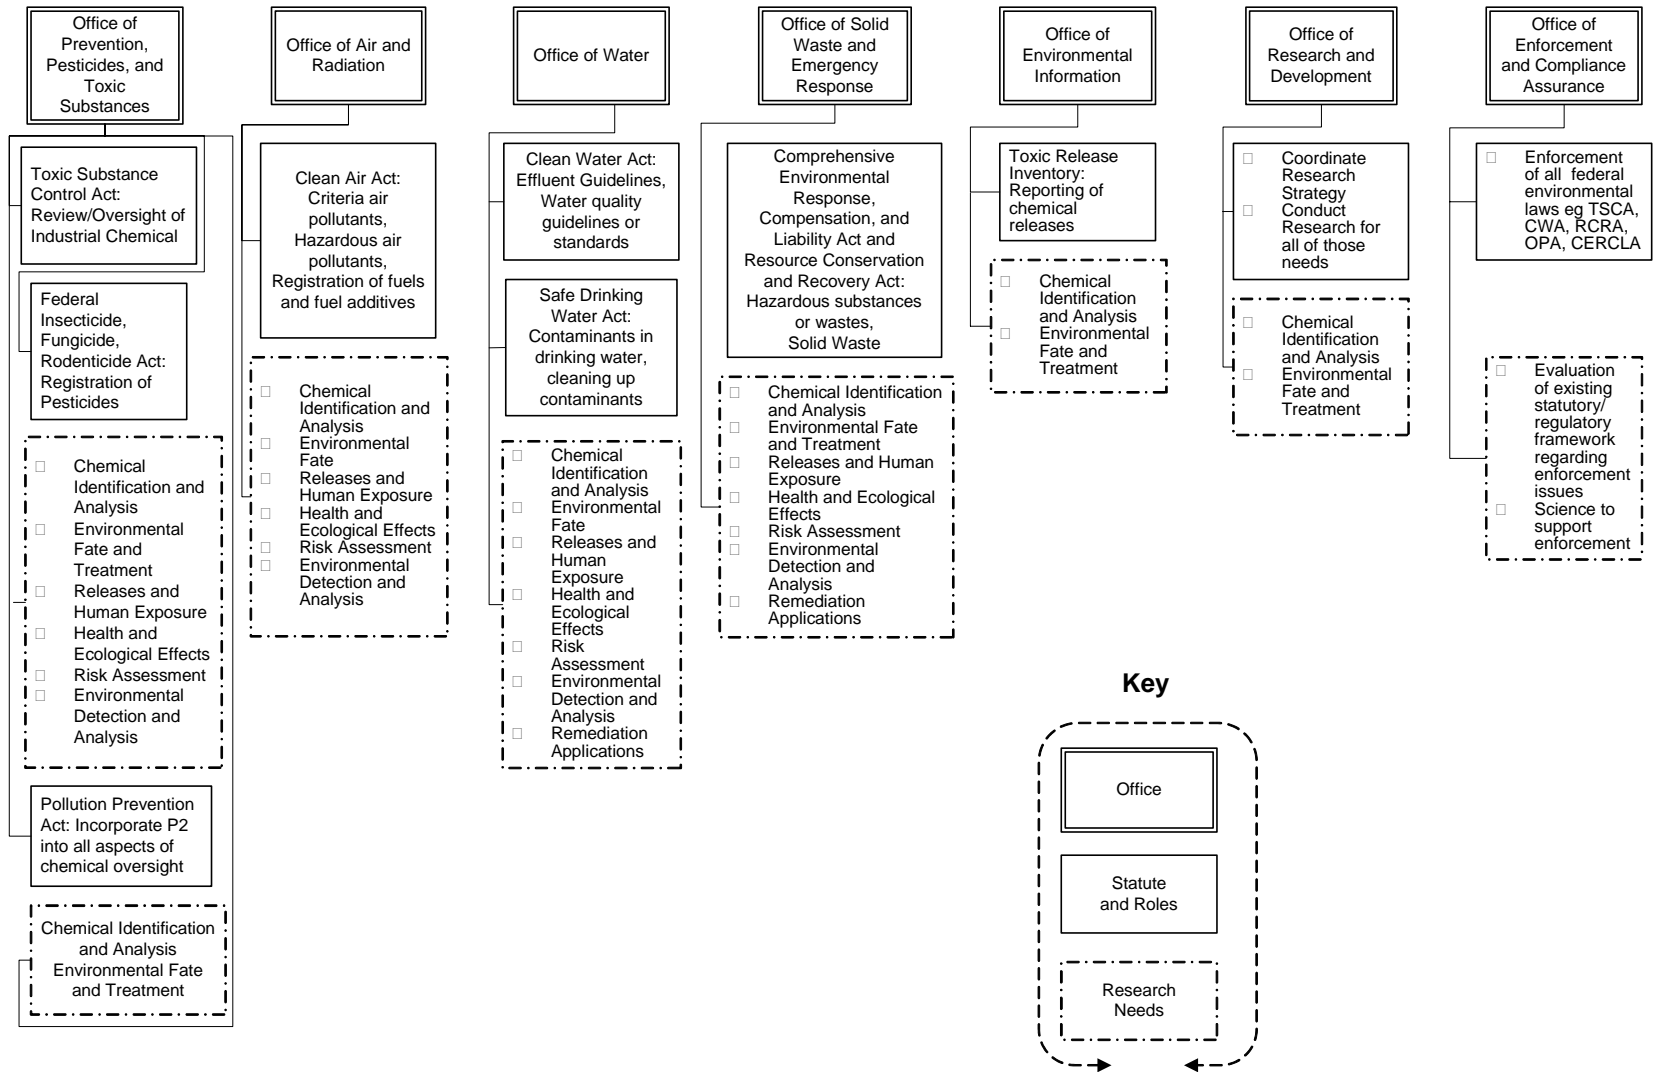 Office of
Prevention,
Pesticides, and
Toxic
Substances
Toxic Substance
Control Act:
Review/Oversight of
Industrial Chemical
Federal
Insecticide,
Fungicide,
Rodenticide Act:
Registration of
Pesticides
Chemical
Identification and
Analysis
Environmental
Fate and
Treatment
Releases and
Human Exposure
Health and
Ecological Effects
Risk Assessment
Environmental
Detection and
Analysis
Pollution Prevention
Act: Incorporate P2
into all aspects of
chemical oversight
Chemical Identification
and Analysis
Environmental Fate
and Treatment
Office of Air and
Radiation
Clean Air Act:
Criteria air
pollutants,
Hazardous air
pollutants,
Registration of fuels
and fuel additives
Chemical
Identification and
Analysis
Environmental
Fate
Releases and
Human Exposure
Health and
Ecological Effects
Risk Assessment
Environmental
Detection and
Analysis
Office of Water
Clean Water Act:
Effluent Guidelines,
Water quality
guidelines or
standards
Safe Drinking
Water Act:
Contaminants in
drinking water,
cleaning up
contaminants
Chemical
Identification
and Analysis
Environmental
Fate
Releases and
Human
Exposure
Health and
Ecological
Effects
Risk
Assessment
Environmental
Detection and
Analysis
Remediation
Applications
Office of Solid
Waste and
Emergency
Response
Comprehensive
Environmental
Response,
Compensation, and
Liability Act and
Resource Conservation
and Recovery Act:
Hazardous substances
or wastes,
Solid Waste
Chemical Identification
and Analysis
Environmental Fate
and Treatment
Releases and Human
Exposure
Health and Ecological
Effects
Risk Assessment
Environmental
Detection and
Analysis
Remediation
Applications
Office of
Environmental
Information
Toxic Release
Inventory:
Reporting of
chemical
releases
Chemical
Identification
and Analysis
Environmental
Fate and
Treatment
Office of
Research and
Development
Coordinate
Research
Strategy
Conduct
Research for
all of those
needs
Chemical
Identification
and Analysis
Environmental
Fate and
Treatment
Office of
Enforcement
and Compliance
Assurance
Enforcement
of all federal
environmental
laws eg TSCA,
CWA, RCRA,
OPA, CERCLA
Evaluation
of existing
statutory/
regulatory
framework
regarding
enforcement
issues
Science to
support
enforcement
Key
Office
Statute
and Roles
Research
Needs